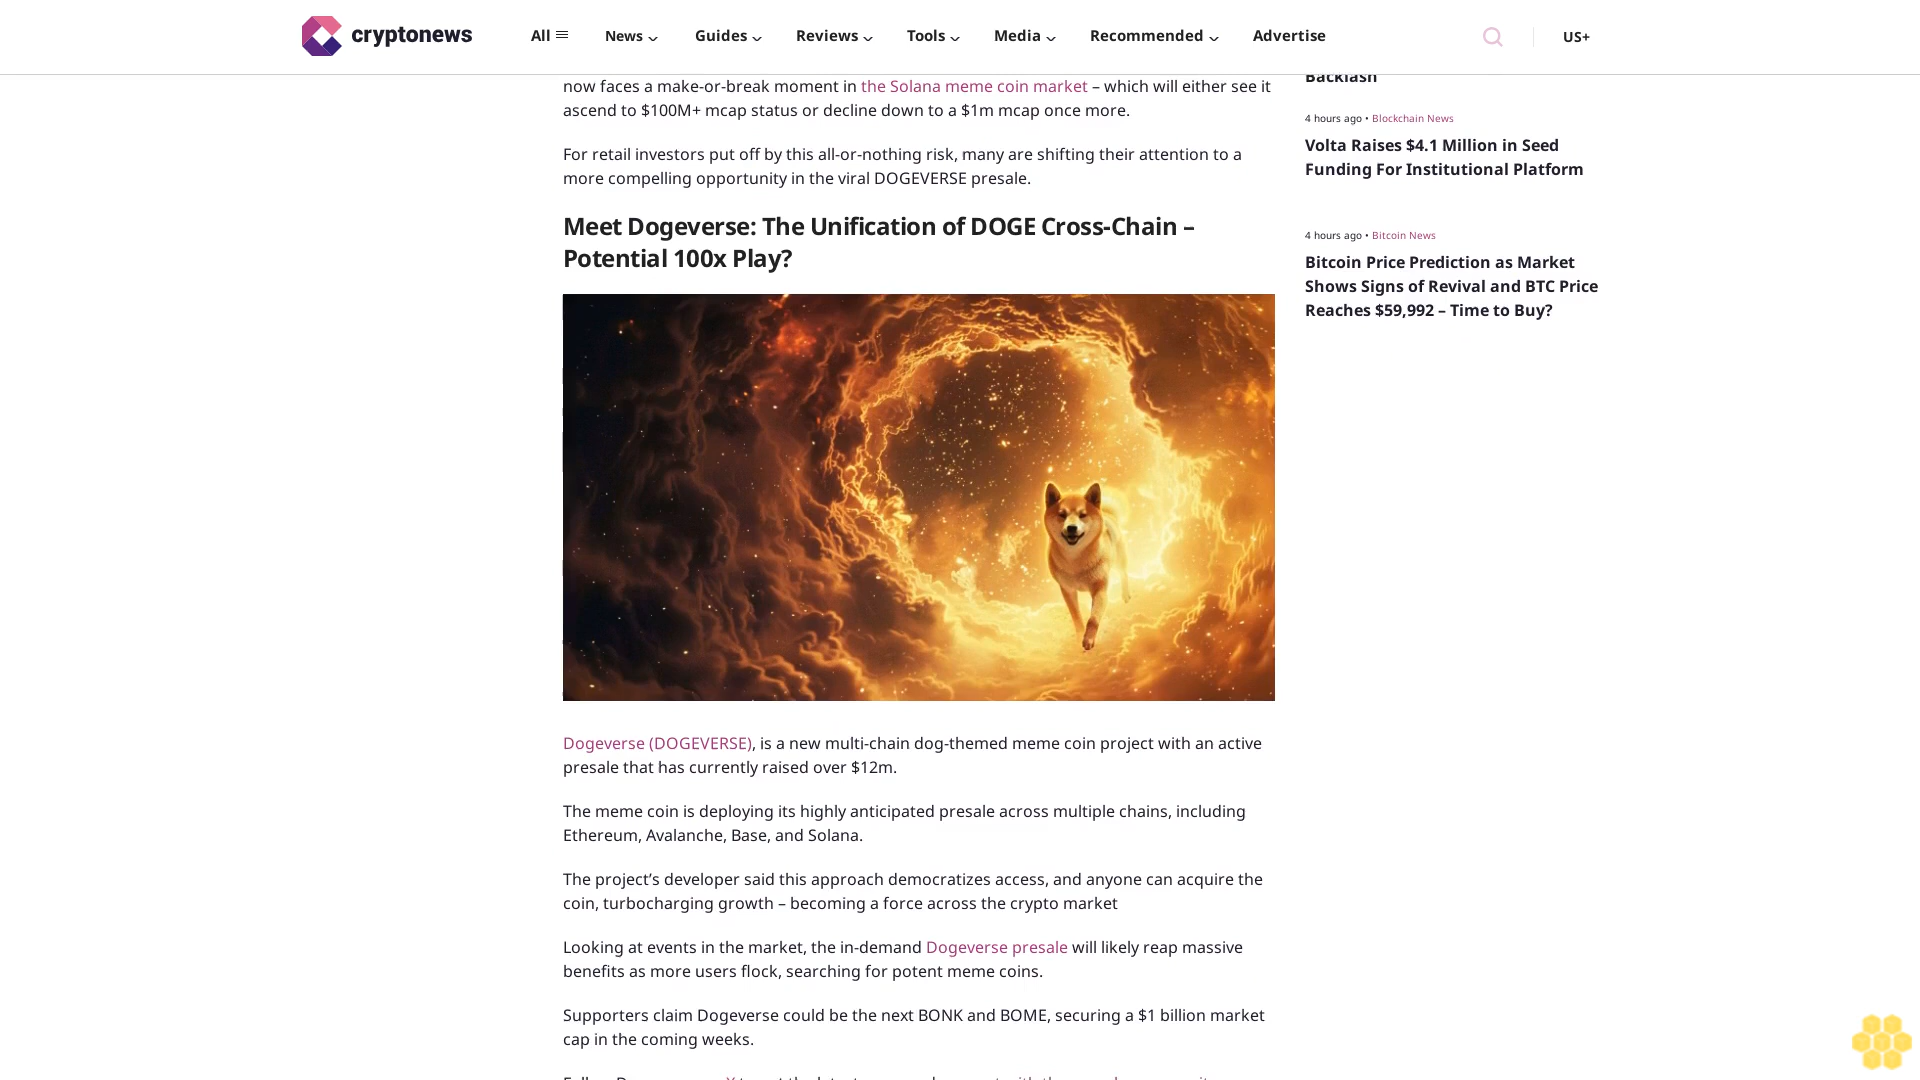 cryptonews
All
News
Guides
Reviews
Tools
Media
Recommended
Advertise
US+
now faces a make-or-break moment in the Solana meme coin market – which will either see it
ascend to $100M+ mcap status or decline down to a $1m mcap once more.
For retail investors put off by this all-or-nothing risk, many are shifting their attention to a
more compelling opportunity in the viral DOGEVERSE presale.
Meet Dogeverse: The Unification of DOGE Cross-Chain –
Potential 100x Play?
Dogeverse (DOGEVERSE), is a new multi-chain dog-themed meme coin project with an active
presale that has currently raised over $12m.
The meme coin is deploying its highly anticipated presale across multiple chains, including
Ethereum, Avalanche, Base, and Solana.
The project’s developer said this approach democratizes access, and anyone can acquire the
coin, turbocharging growth – becoming a force across the crypto market
Looking at events in the market, the in-demand Dogeverse presale will likely reap massive
benefits as more users flock, searching for potent meme coins.
Supporters claim Dogeverse could be the next BONK and BOME, securing a $1 billion market
cap in the coming weeks.
Backlash
4 hours ago • Blockchain News
Volta Raises $4.1 Million in Seed
Funding For Institutional Platform
4 hours ago • Bitcoin News
Bitcoin Price Prediction as Market
Shows Signs of Revival and BTC Price
Reaches $59,992 – Time to Buy?